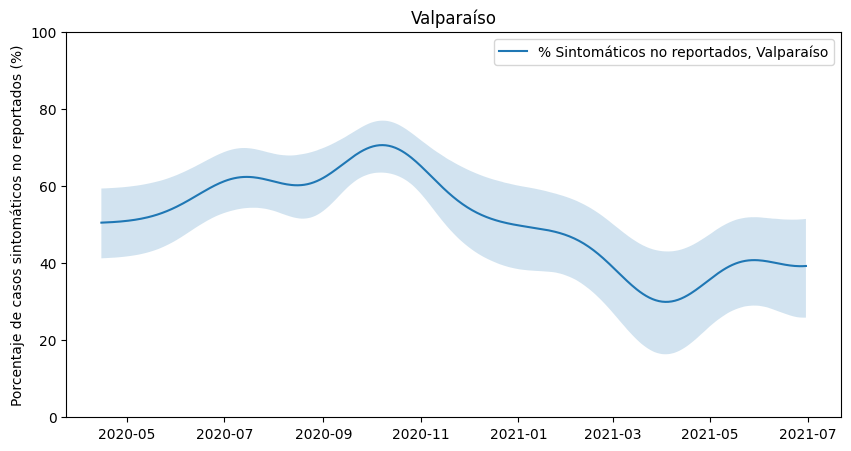 Valparaíso
Porcentaje de casos sintomáticos no reportados (%)
100
80
60
40
20
0
% Sintomáticos no reportados, Valparaíso
2020-05 2020-07 2020-09 2020-11 2021-01 2021-03 2021-05 2021-07